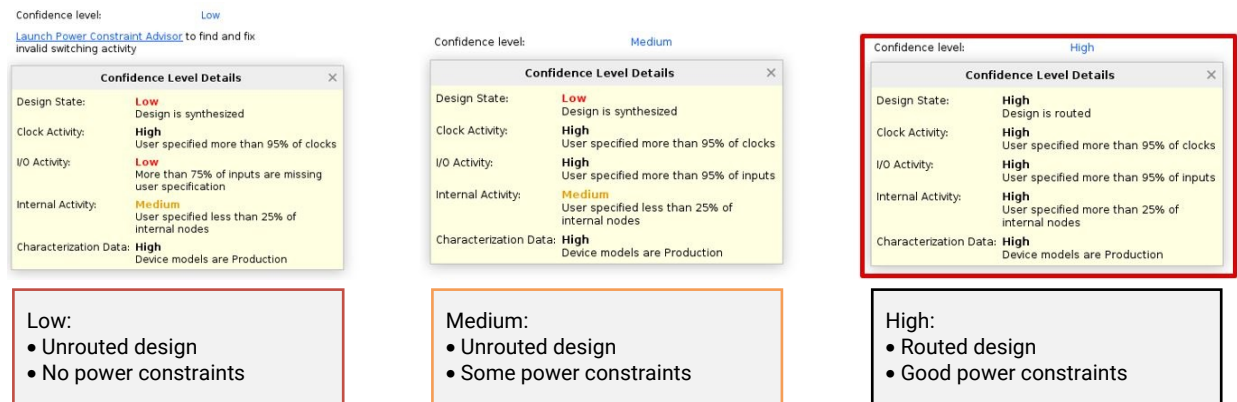 Confidence level: Low
Launch Power Constraint Advisor to find and fix
invalid switching activity
Confidence Level Details ×
Design State: Low
Design is synthesized
Clock Activity: High
User specified more than 95% of clocks
I/O Activity: Low
More than 75% of inputs are missing
user specification
Internal Activity: Medium
User specified less than 25% of
internal nodes
Characterization Data: High
Device models are Production
Low:
• Unrouted design
• No power constraints
Confidence level: Medium
Confidence Level Details ×
Design State: Low
Design is synthesized
Clock Activity: High
User specified more than 95% of clocks
I/O Activity: High
User specified more than 95% of inputs
Internal Activity: Medium
User specified less than 25% of
internal nodes
Characterization Data: High
Device models are Production
Medium:
• Unrouted design
• Some power constraints
Confidence level: High
Confidence Level Details ×
Design State: High
Design is routed
Clock Activity: High
User specified more than 95% of clocks
I/O Activity: High
User specified more than 95% of inputs
Internal Activity: High
User specified more than 25% of
internal nodes
Characterization Data: High
Device models are Production
High:
• Routed design
• Good power constraints